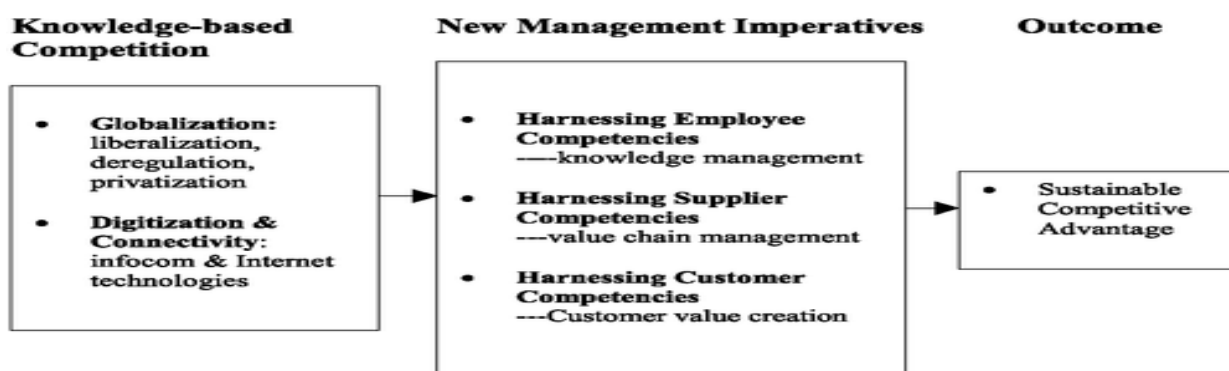 Knowledge-based
Competition
• Globalization:
liberalization,
deregulation,
privatization
• Digitization &
Connectivity:
infocom & Internet
technologies
New Management Imperatives
• Harnessing Employee
Competencies
----knowledge management
• Harnessing Supplier
Competencies
---value chain management
• Harnessing Customer
Competencies
---Customer value creation
Outcome
• Sustainable
Competitive
Advantage